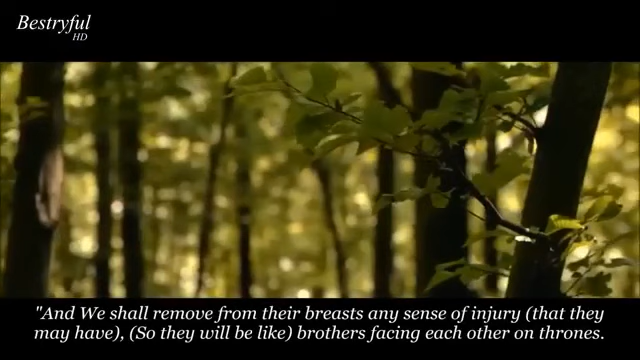 Bestryful
HD
"And We shall remove from their breasts any sense of injury (that they
may have), (So they will be like) brothers facing each other on thrones.